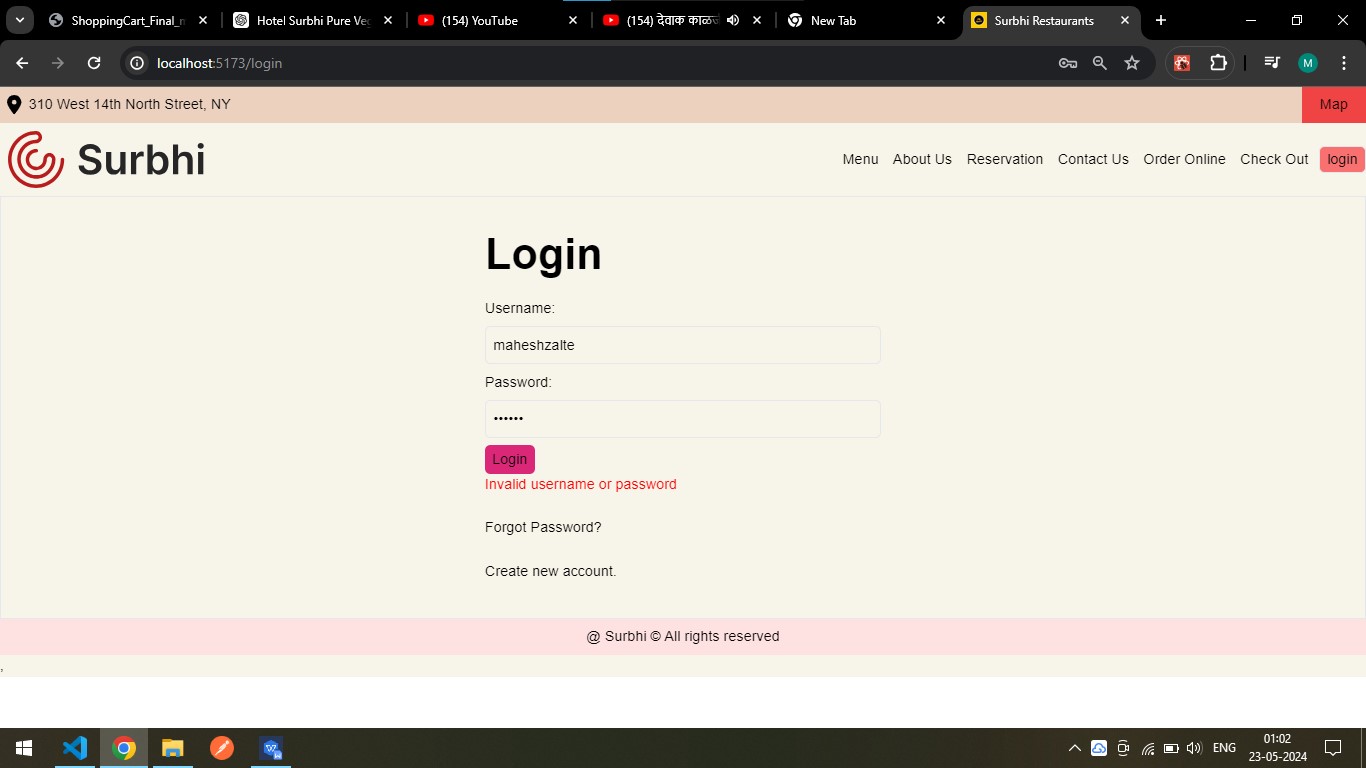 ShoppingCart_Final_
Hotel Surbhi Pure Ve
(154) YouTube
(154) देवाक काळजी
New Tab
Surbhi Restaurants
localhost:5173/login
M
310 West 14th North Street, NY
Map
Surbhi
Menu About Us Reservation Contact Us Order Online Check Out login
Login
Username:
maheshzalte
Password:
••••••
Login
Invalid username or password
Forgot Password?
Create new account.
@ Surbhi © All rights reserved
,
ENG
01:02
23-05-2024